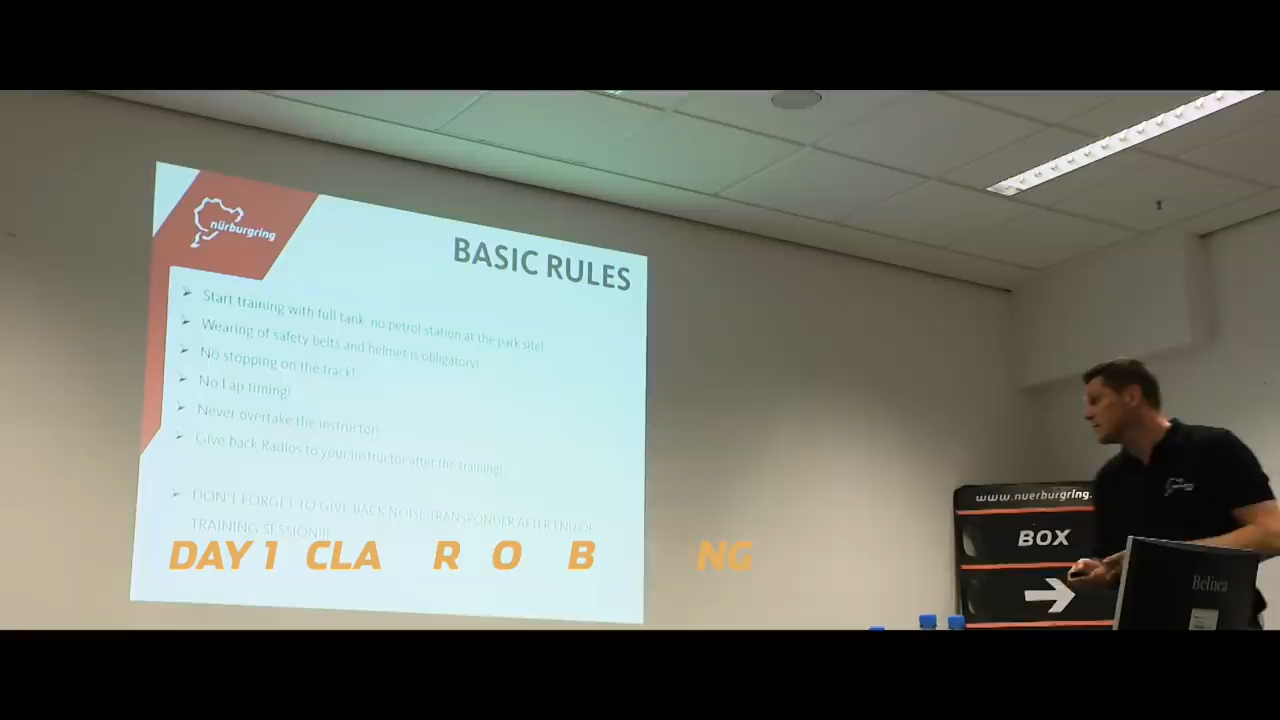 nürburgring
BASIC RULES
Start training with full tank, no petrol station at the park site!
Wearing of safety belts and helmet is obligatory!
No stopping on the track!
No Lap timing!
Never overtake the instructor!
Give back Radios to your instructor after the training!
DON'T FORGET TO GIVE BACK NOISE TRANSPONDER AFTER END OF
TRAINING SESSION!!!
DAY 1 CLA R O B NG
www.nuerburgring.
BOX
Belinea